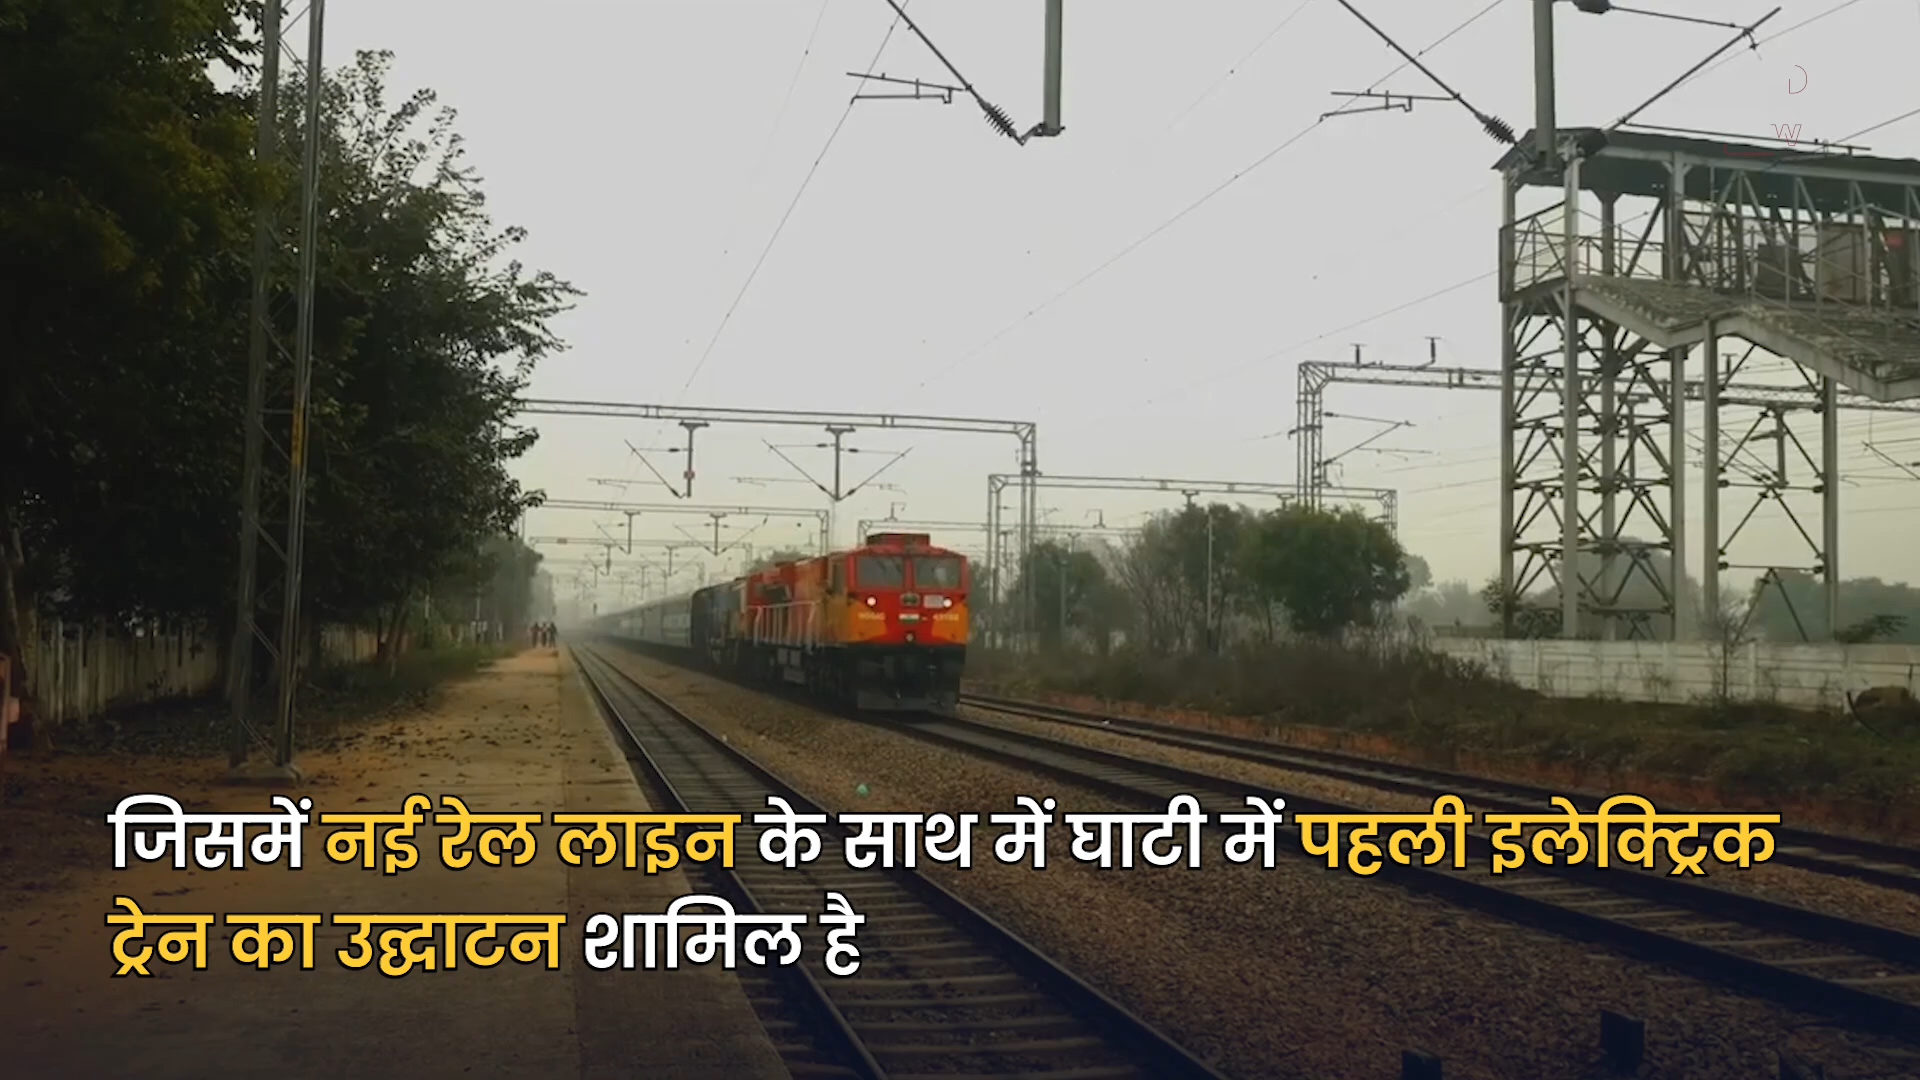 D
W
जिसमें नई रेल लाइन के साथ में घाटी में पहली इलेक्ट्रिक
ट्रेन का उद्घाटन शामिल है